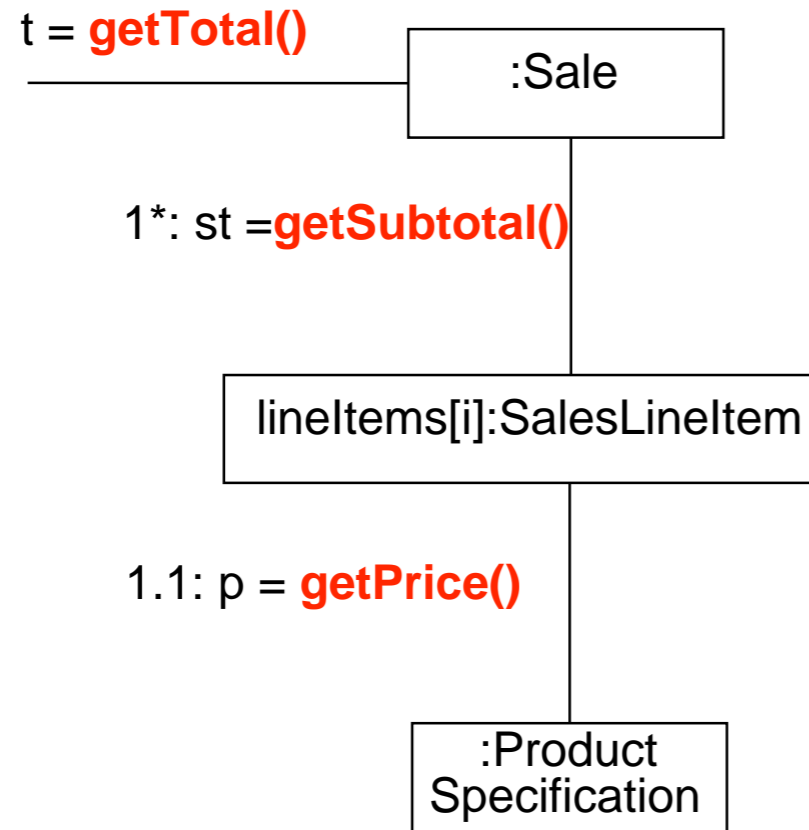 t = getTotal()
:Sale
1*: st =getSubtotal()
lineItems[i]:SalesLineItem
1.1: p = getPrice()
:Product
Specification